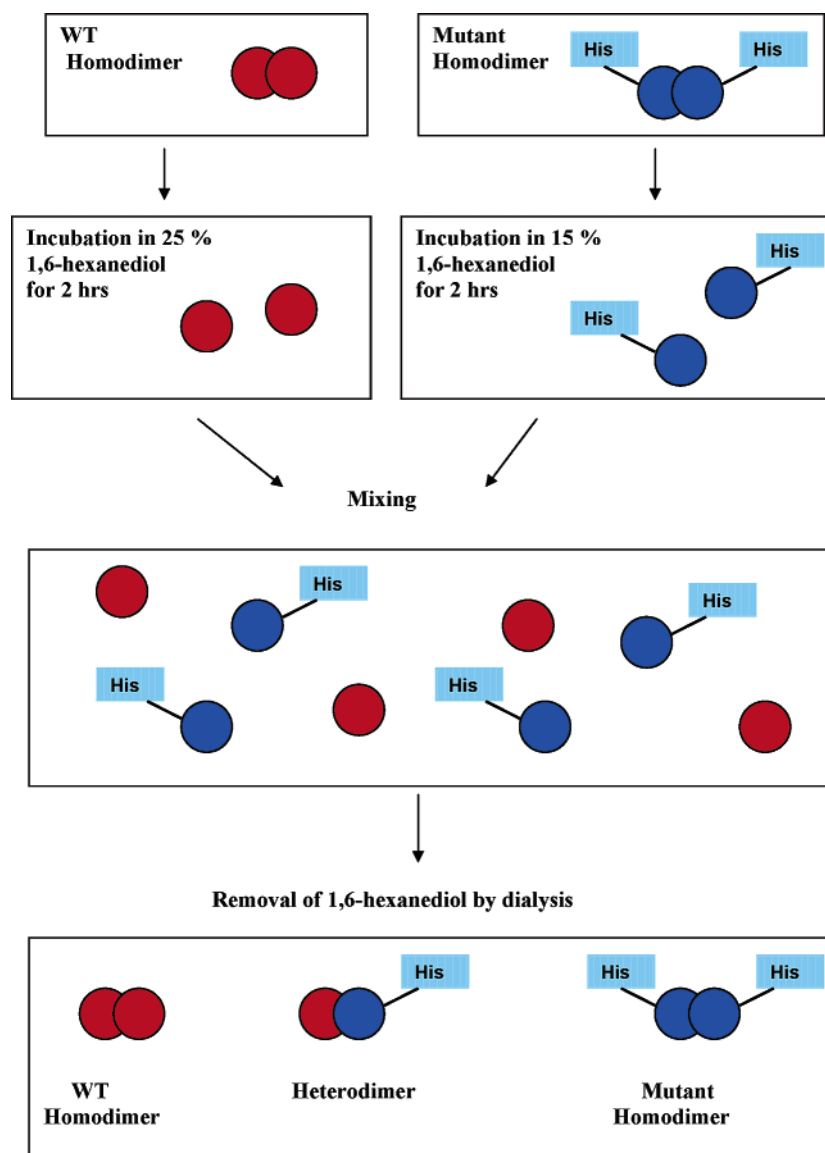 WT
Homodimer
Mutant
Homodimer
His
His
Incubation in 25 %
1,6-hexanediol
for 2 hrs
Incubation in 15 %
1,6-hexanediol
for 2 hrs
His
His
Mixing
His
His
His
His
Removal of 1,6-hexanediol by dialysis
His
His
His
WT
Homodimer
Heterodimer
Mutant
Homodimer